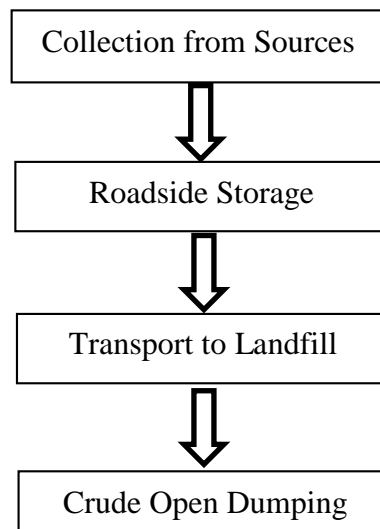 Collection from Sources
Roadside Storage
Transport to Landfill
Crude Open Dumping